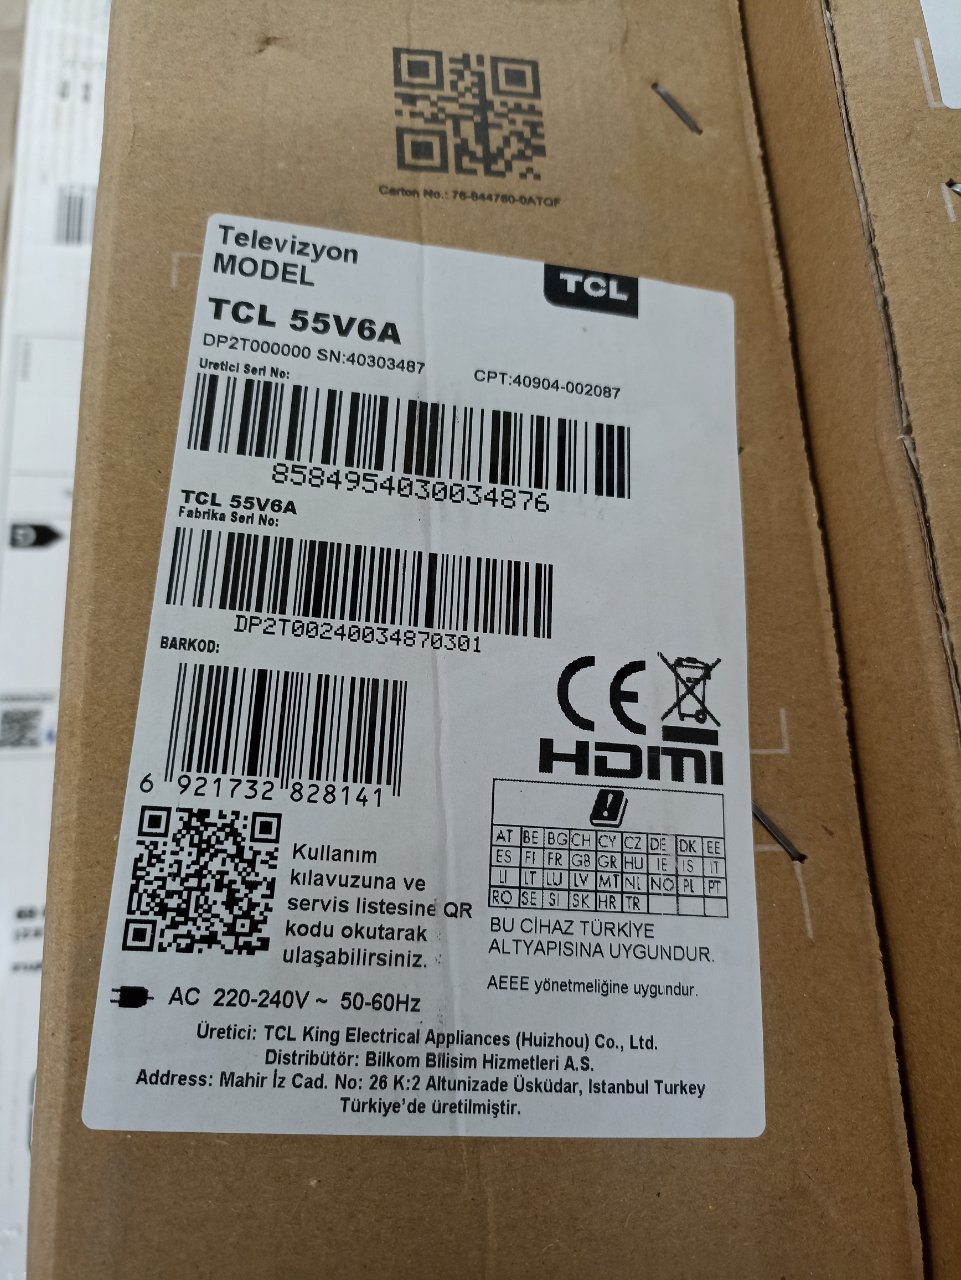 Carton No.: 76-844760-0ATQF
Televizyon
MODEL
TCL
TCL 55V6A
DP2T000000 SN:40303487
CPT:40904-002087
Üretici Seri No:
8584954030034876
TCL 55V6A
Fabrika Seri No:
DP2T00240034870301
BARKOD:
6 921732 828141
CE
HDMI
AT BE BG CH CY CZ DE DK EE
ES FI FR GB GR HU IE IS IT
LI LT LU LV MT NL NO PL PT
RO SE SI SK HR TR
Kullanım
kılavuzuna ve
servis listesine QR
kodu okutarak
ulaşabilirsiniz.
BU CİHAZ TÜRKİYE
ALTYAPISINA UYGUNDUR.
AEEE yönetmeliğine uygundur.
AC 220-240V ~ 50-60Hz
Üretici: TCL King Electrical Appliances (Huizhou) Co., Ltd.
Distribütör: Bilkom Bilisim Hizmetleri A.S.
Address: Mahir İz Cad. No: 26 K:2 Altunizade Üsküdar, Istanbul Turkey
Türkiye'de üretilmiştir.